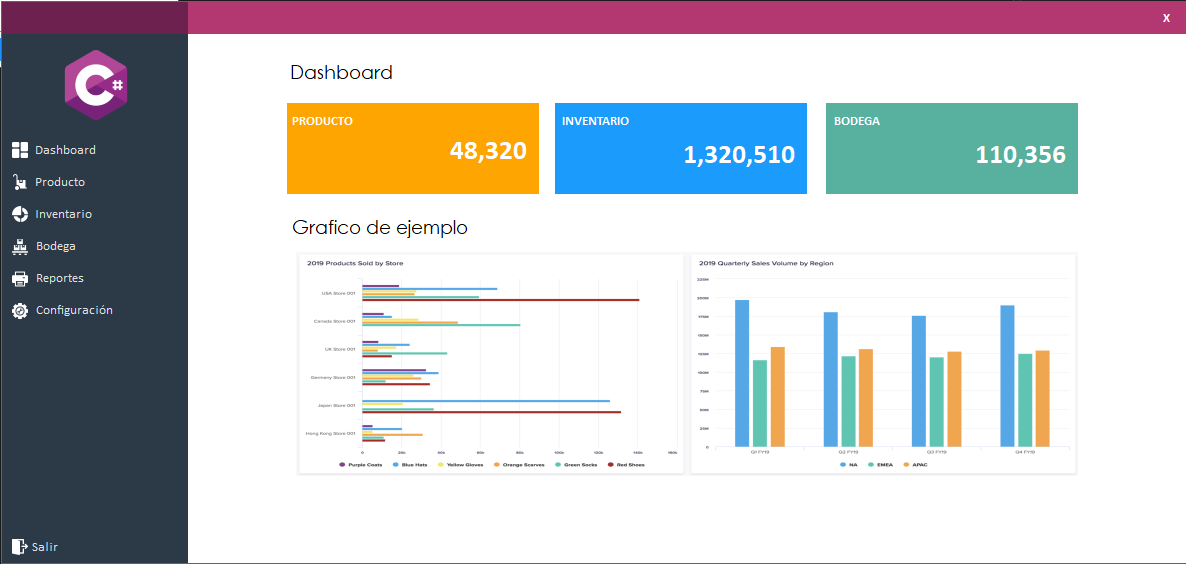 X
C#
Dashboard
Producto
Inventario
Bodega
Reportes
Configuración
Salir
Dashboard
PRODUCTO
48,320
INVENTARIO
1,320,510
BODEGA
110,356
Grafico de ejemplo
2019 Products Sold by Store
USA Store-001
Canada Store-001
UK Store-001
Germany Store-001
Japan Store-001
Hong Kong Store-001
0 20k 40k 60k 80k 100k 120k 140k 160k
Purple Coats Blue Hats Yellow Gloves Orange Scarves Green Socks Red Shoes
2019 Quarterly Sales Volume by Region
225M
200M
175M
150M
125M
100M
75M
50M
25M
0
Q1 FY19 Q2 FY19 Q3 FY19 Q4 FY19
NA EMEA APAC